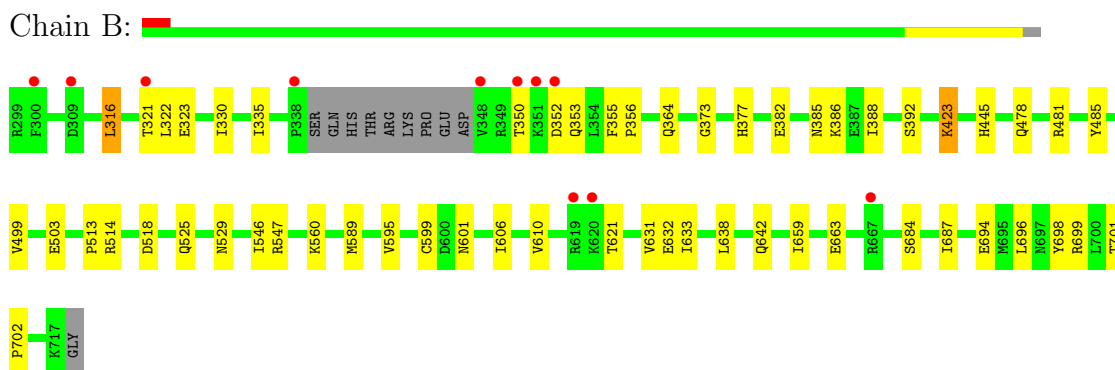 Chain B:
R299 F300 D309 L316 T321 L322 E323 I330 I335 P338 SER GLN HIS THR ARG LYS PRO GLU ASP V348 R349 T350 K351 D352 Q353 L354 F355 P356 Q364 G373 H377 E382 N385 K386 E387 I388 S392 K423 H445 Q478 R481 Y485
V499 E503 P513 R514 D518 Q525 N529 I546 R547 K560 M589 V595 C599 D600 N601 I606 V610 R619 K620 T621 V631 E632 I633 L638 Q642 I659 E663 R667 S684 I687 E694 M695 L696 N697 Y698 R699 L700 T701
P702 K717 GLY